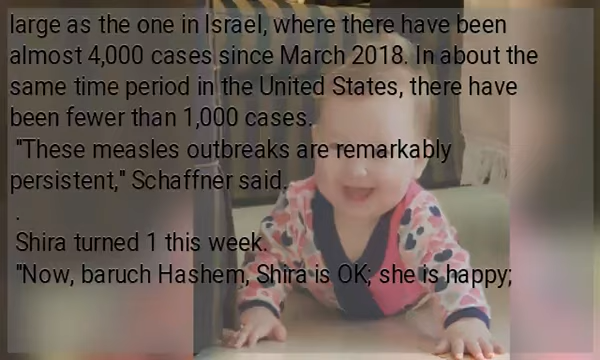 large as the one in Israel, where there have been
almost 4,000 cases since March 2018. In about the
same time period in the United States, there have
been fewer than 1,000 cases.
"These measles outbreaks are remarkably
persistent," Schaffner said.
.
Shira turned 1 this week.
"Now, baruch Hashem, Shira is OK; she is happy;